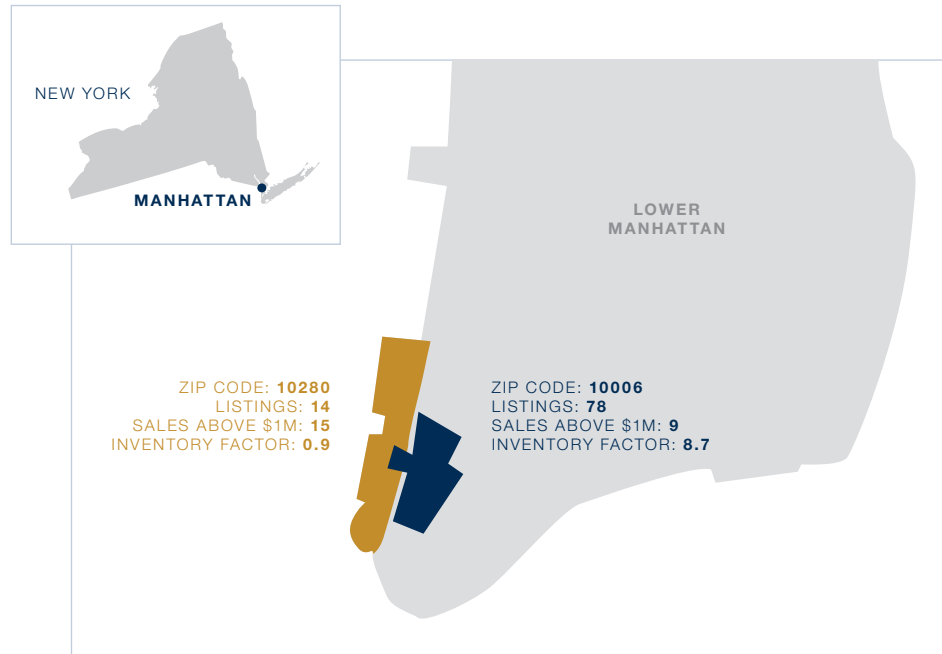 NEW YORK
MANHATTAN
LOWER
MANHATTAN
ZIP CODE: 10280
LISTINGS: 14
SALES ABOVE $1M: 15
INVENTORY FACTOR: 0.9
ZIP CODE: 10006
LISTINGS: 78
SALES ABOVE $1M: 9
INVENTORY FACTOR: 8.7